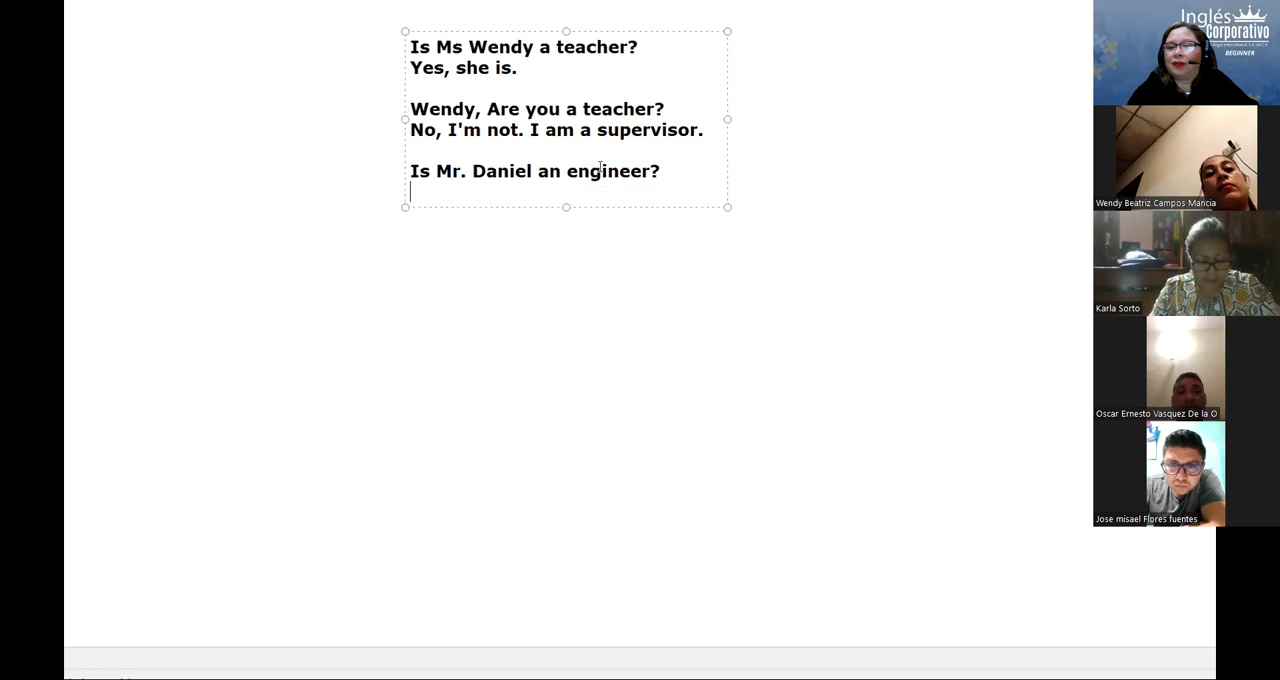 Is Ms Wendy a teacher?
Yes, she is.
Wendy, Are you a teacher?
No, I'm not. I am a supervisor.
Is Mr. Daniel an engineer?
Inglés
Corporativo
BEGINNER
Wendy Beatriz Campos Mancia
Karla Sorto
Oscar Ernesto Vasquez De la O
Jose misael Flores fuentes